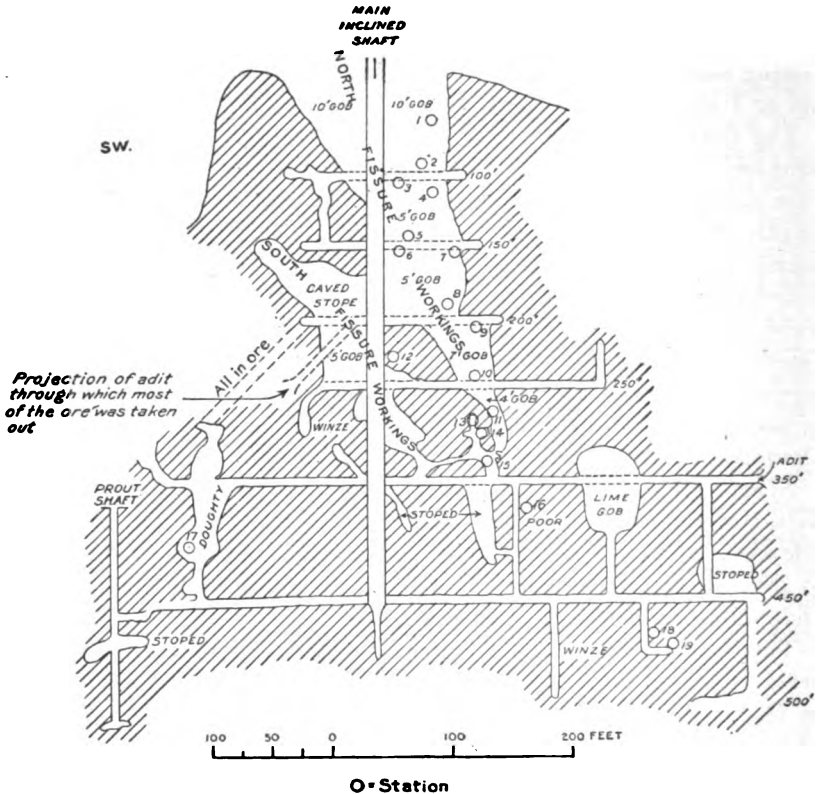 MAIN
INCLINED
SHAFT
NORTH
10' GOB
10' GOB
1
SW.
2
FISSURE
100'
3
4
5' GOB
5
SOUTH
6
7
150'
5' GOB
CAVED
STOPE
WORKINGS
8
200'
9
FISSURE
All in ore
5' GOB
12
7' GOB
10
Projection of adit
through which most
of the ore was taken
out
250'
WORKINGS
4' GOB
WINZE
13
11
14
15
ADIT
350'
PROUT
SHAFT
DOUGHTY
STOPED
16
POOR
LIME
GOB
17
STOPED
450'
STOPED
18
WINZE
19
500'
100 50 0 100 200 FEET
O=Station